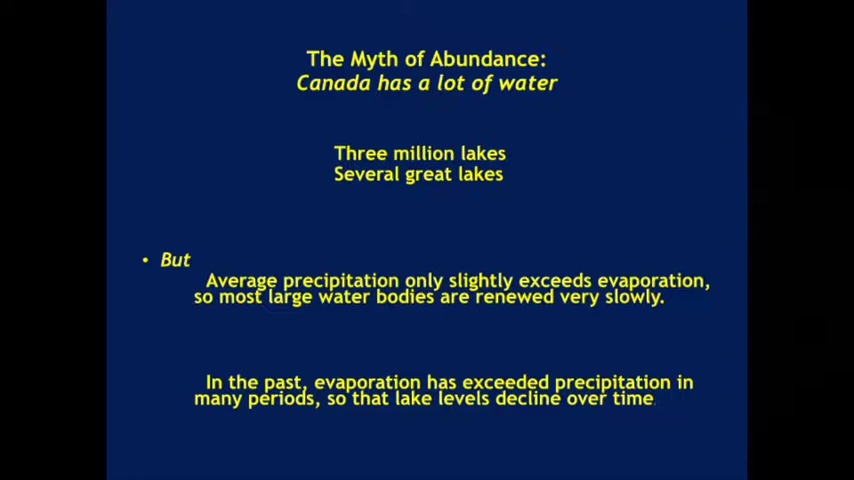 The Myth of Abundance:
Canada has a lot of water
Three million lakes
Several great lakes
• But
Average precipitation only slightly exceeds evaporation,
so most large water bodies are renewed very slowly.
In the past, evaporation has exceeded precipitation in
many periods, so that lake levels decline over time.